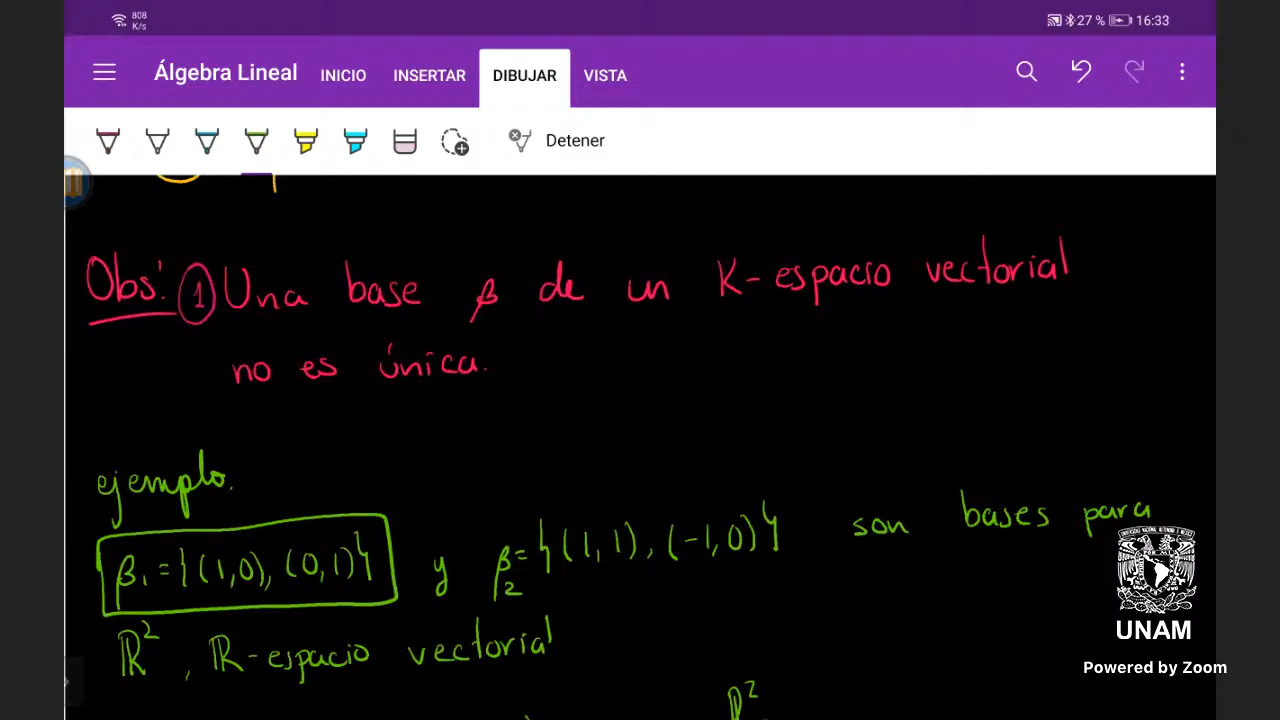 808
K/s
27 %
16:33
Álgebra Lineal INICIO INSERTAR DIBUJAR VISTA
Detener
Obs: ① Una base β de un K-espacio vectorial
no es única.
ejemplo.
β₁ = {(1,0), (0,1)} y β₂ = {(1,1), (-1,0)} son bases para
ℝ², ℝ-espacio vectorial
ℝ²
UNAM
Powered by Zoom